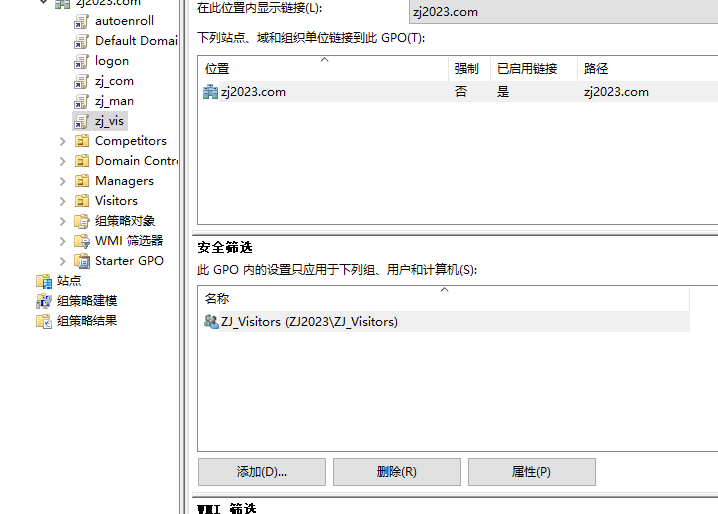 zj2023.com
autoenroll
Default Domai
logon
zj_com
zj_man
zj_vis
Competitors
Domain Contr
Managers
Visitors
组策略对象
WMI 筛选器
Starter GPO
站点
组策略建模
组策略结果
在此位置内显示链接(L):
zj2023.com
下列站点、域和组织单位链接到此 GPO(T):
位置 强制 已启用链接 路径
zj2023.com 否 是 zj2023.com
安全筛选
此 GPO 内的设置只应用于下列组、用户和计算机(S):
名称
ZJ_Visitors (ZJ2023\ZJ_Visitors)
添加(D)... 删除(R) 属性(P)
WMI 筛选